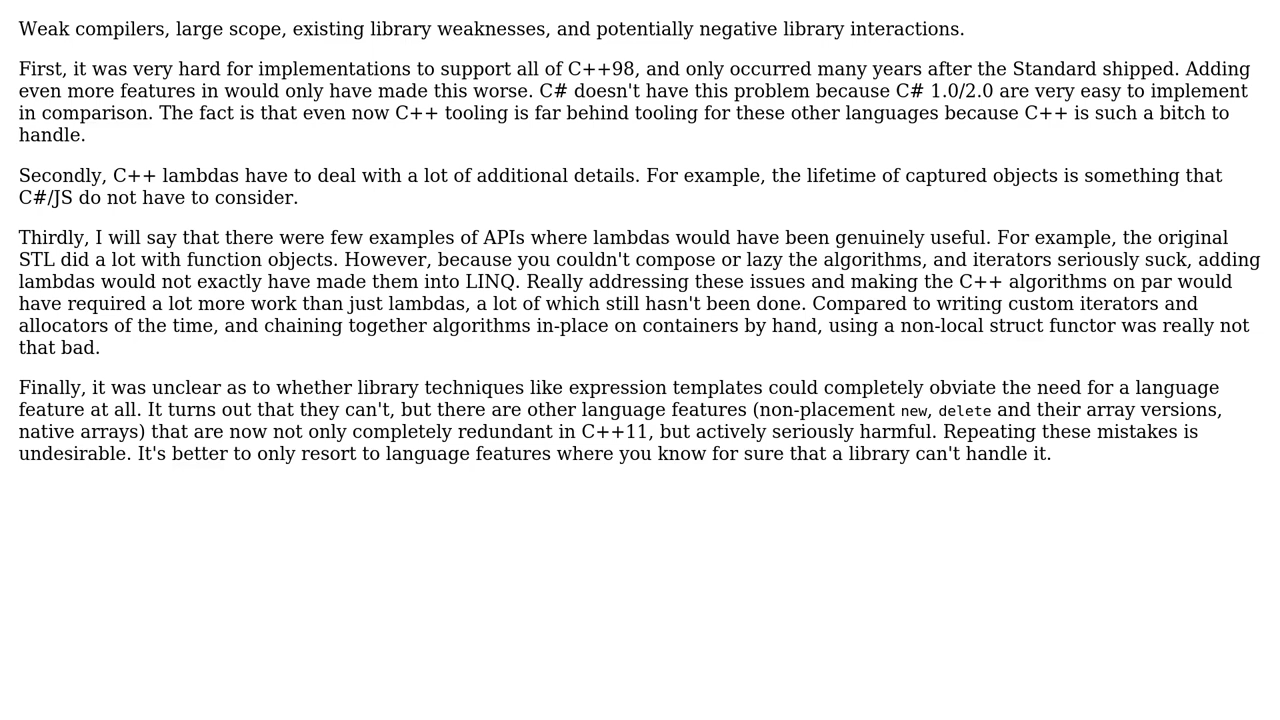 Weak compilers, large scope, existing library weaknesses, and potentially negative library interactions.
First, it was very hard for implementations to support all of C++98, and only occurred many years after the Standard shipped. Adding
even more features in would only have made this worse. C# doesn't have this problem because C# 1.0/2.0 are very easy to implement
in comparison. The fact is that even now C++ tooling is far behind tooling for these other languages because C++ is such a bitch to
handle.
Secondly, C++ lambdas have to deal with a lot of additional details. For example, the lifetime of captured objects is something that
C#/JS do not have to consider.
Thirdly, I will say that there were few examples of APIs where lambdas would have been genuinely useful. For example, the original
STL did a lot with function objects. However, because you couldn't compose or lazy the algorithms, and iterators seriously suck, adding
lambdas would not exactly have made them into LINQ. Really addressing these issues and making the C++ algorithms on par would
have required a lot more work than just lambdas, a lot of which still hasn't been done. Compared to writing custom iterators and
allocators of the time, and chaining together algorithms in-place on containers by hand, using a non-local struct functor was really not
that bad.
Finally, it was unclear as to whether library techniques like expression templates could completely obviate the need for a language
feature at all. It turns out that they can't, but there are other language features (non-placement new, delete and their array versions,
native arrays) that are now not only completely redundant in C++11, but actively seriously harmful. Repeating these mistakes is
undesirable. It's better to only resort to language features where you know for sure that a library can't handle it.